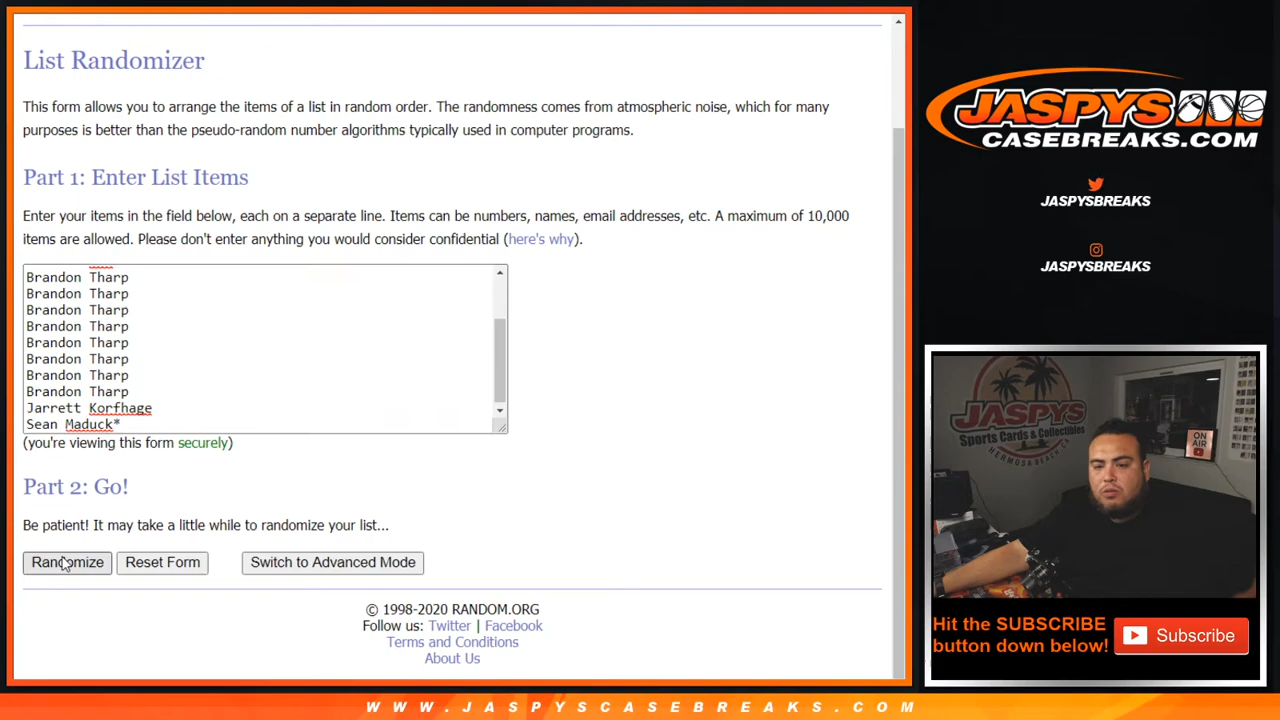 List Randomizer
This form allows you to arrange the items of a list in random order. The randomness comes from atmospheric noise, which for many
purposes is better than the pseudo-random number algorithms typically used in computer programs.
Part 1: Enter List Items
Enter your items in the field below, each on a separate line. Items can be numbers, names, email addresses, etc. A maximum of 10,000
items are allowed. Please don't enter anything you would consider confidential (here's why).
Brandon Tharp
Brandon Tharp
Brandon Tharp
Brandon Tharp
Brandon Tharp
Brandon Tharp
Brandon Tharp
Brandon Tharp
Jarrett Korfhage
Sean Maduck*
(you're viewing this form securely)
Part 2: Go!
Be patient! It may take a little while to randomize your list...
Randomize Reset Form Switch to Advanced Mode
© 1998-2020 RANDOM.ORG
Follow us: Twitter | Facebook
Terms and Conditions
About Us
JASPYS
CASEBREAKS.COM
JASPYSBREAKS
JASPYSBREAKS
JASPYS
Sports Cards & Collectibles
HERMOSA BEACH, CA
ON
AIR
Hit the SUBSCRIBE
button down below!
Subscribe
WWW.JASPYSCASEBREAKS.COM